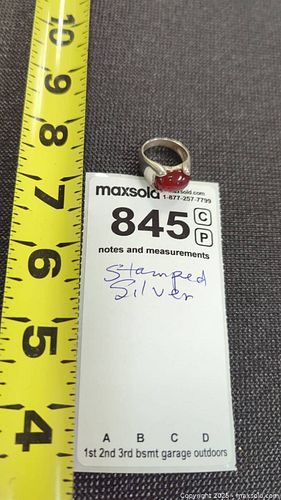 10
9
8
7
6
5
4
maxsold maxsold.com
1-877-257-7799
845 C
P
notes and measurements
Stamped
Silver
A B C D
1st 2nd 3rd bsmt garage outdoors
Copyright 2025 - maxsold.com